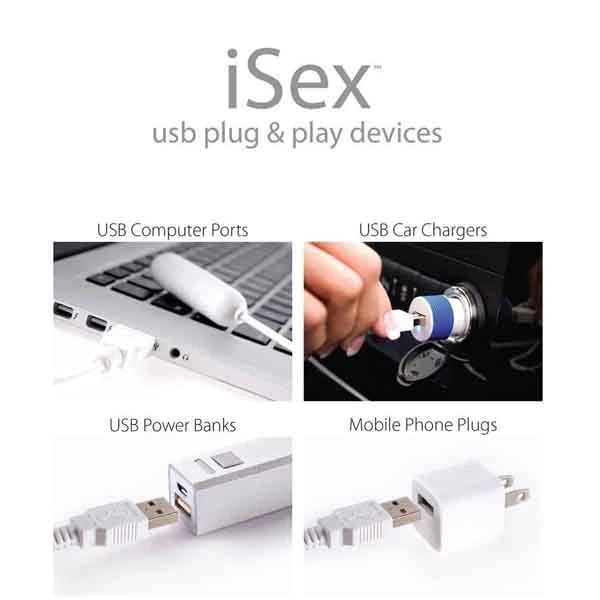 iSex™
usb plug & play devices
USB Computer Ports
USB Car Chargers
USB Power Banks
Mobile Phone Plugs